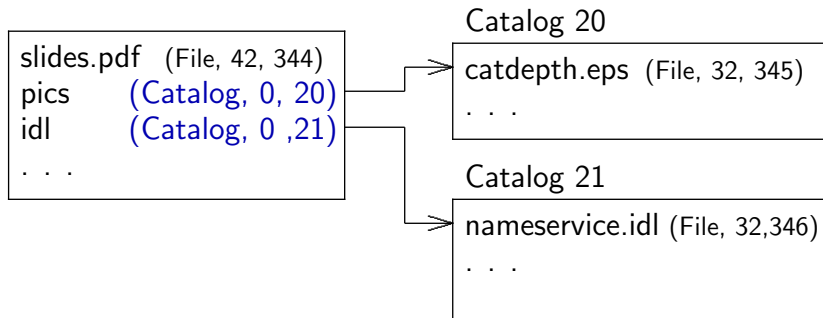 slides.pdf (File, 42, 344)
pics (Catalog, 0, 20)
idl (Catalog, 0 ,21)
. . .
Catalog 20
catdepth.eps (File, 32, 345)
. . .
Catalog 21
nameservice.idl (File, 32,346)
. . .